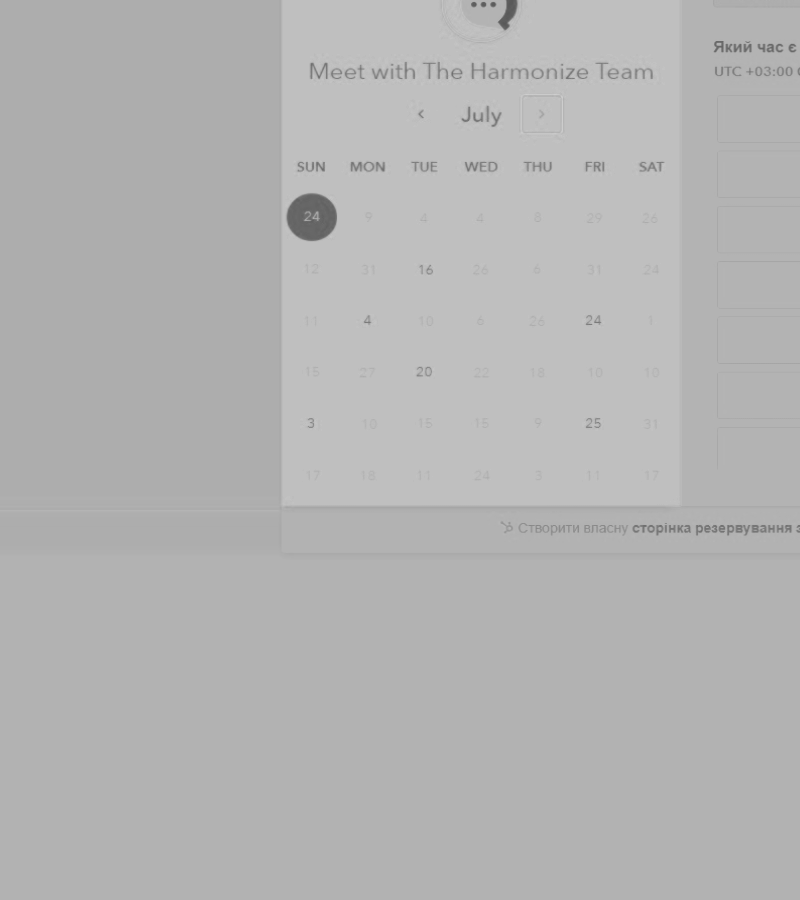 Meet with The Harmonize Team
July
SUN MON TUE WED THU FRI SAT
24 9 4 4 8 29 26
12 31 16 26 6 31 24
11 4 10 6 26 24 1
15 27 20 22 18 10 10
3 10 15 15 9 25 31
17 18 11 24 3 11 17
Який час є
UTC +03:00
Створити власну сторінка резервування